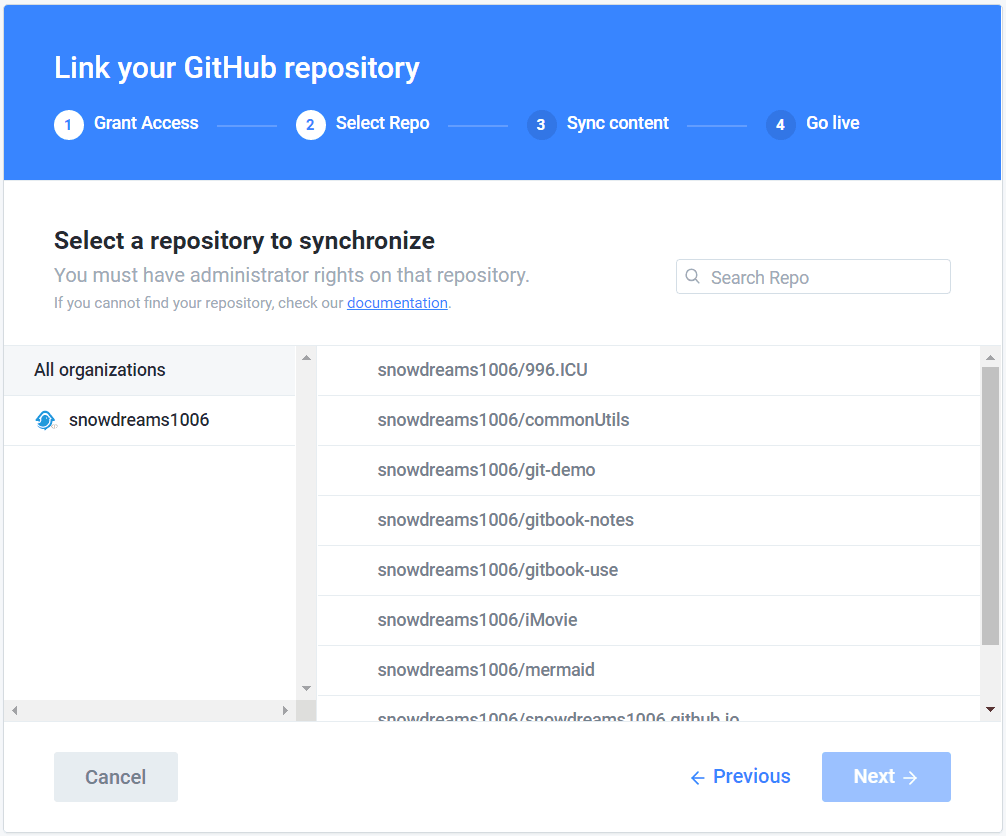 Link your GitHub repository
1 Grant Access 2 Select Repo 3 Sync content 4 Go live
Select a repository to synchronize
You must have administrator rights on that repository.
If you cannot find your repository, check our documentation.
Search Repo
All organizations
snowdreams1006
snowdreams1006/996.ICU
snowdreams1006/commonUtils
snowdreams1006/git-demo
snowdreams1006/gitbook-notes
snowdreams1006/gitbook-use
snowdreams1006/iMovie
snowdreams1006/mermaid
snowdreams1006/snowdreams1006.github.io
Cancel
← Previous
Next →